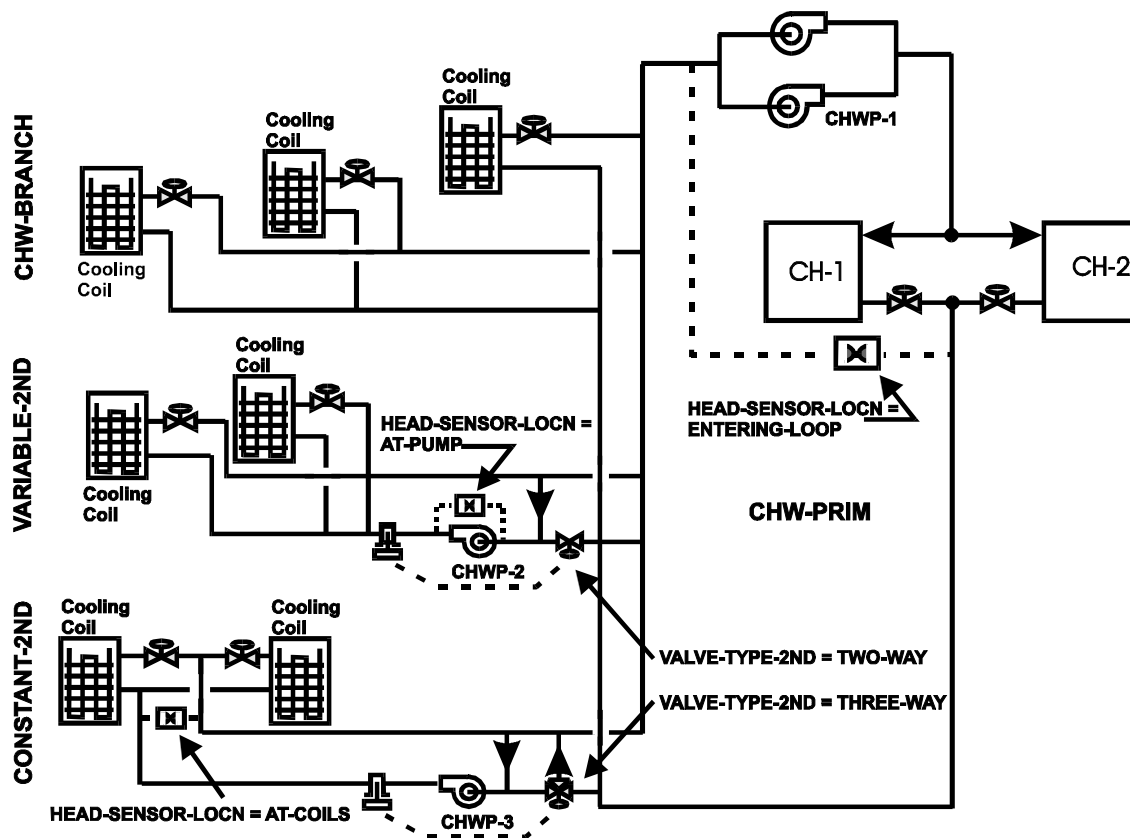 CHW-BRANCH
Cooling
Coil
Cooling
Coil
Cooling
Coil
CHWP-1
CH-1
CH-2
HEAD-SENSOR-LOCN =
ENTERING-LOOP
CHW-PRIM
VARIABLE-2ND
Cooling
Coil
Cooling
Coil
HEAD-SENSOR-LOCN =
AT-PUMP
CHWP-2
VALVE-TYPE-2ND = TWO-WAY
VALVE-TYPE-2ND = THREE-WAY
CONSTANT-2ND
Cooling
Coil
Cooling
Coil
HEAD-SENSOR-LOCN = AT-COILS
CHWP-3